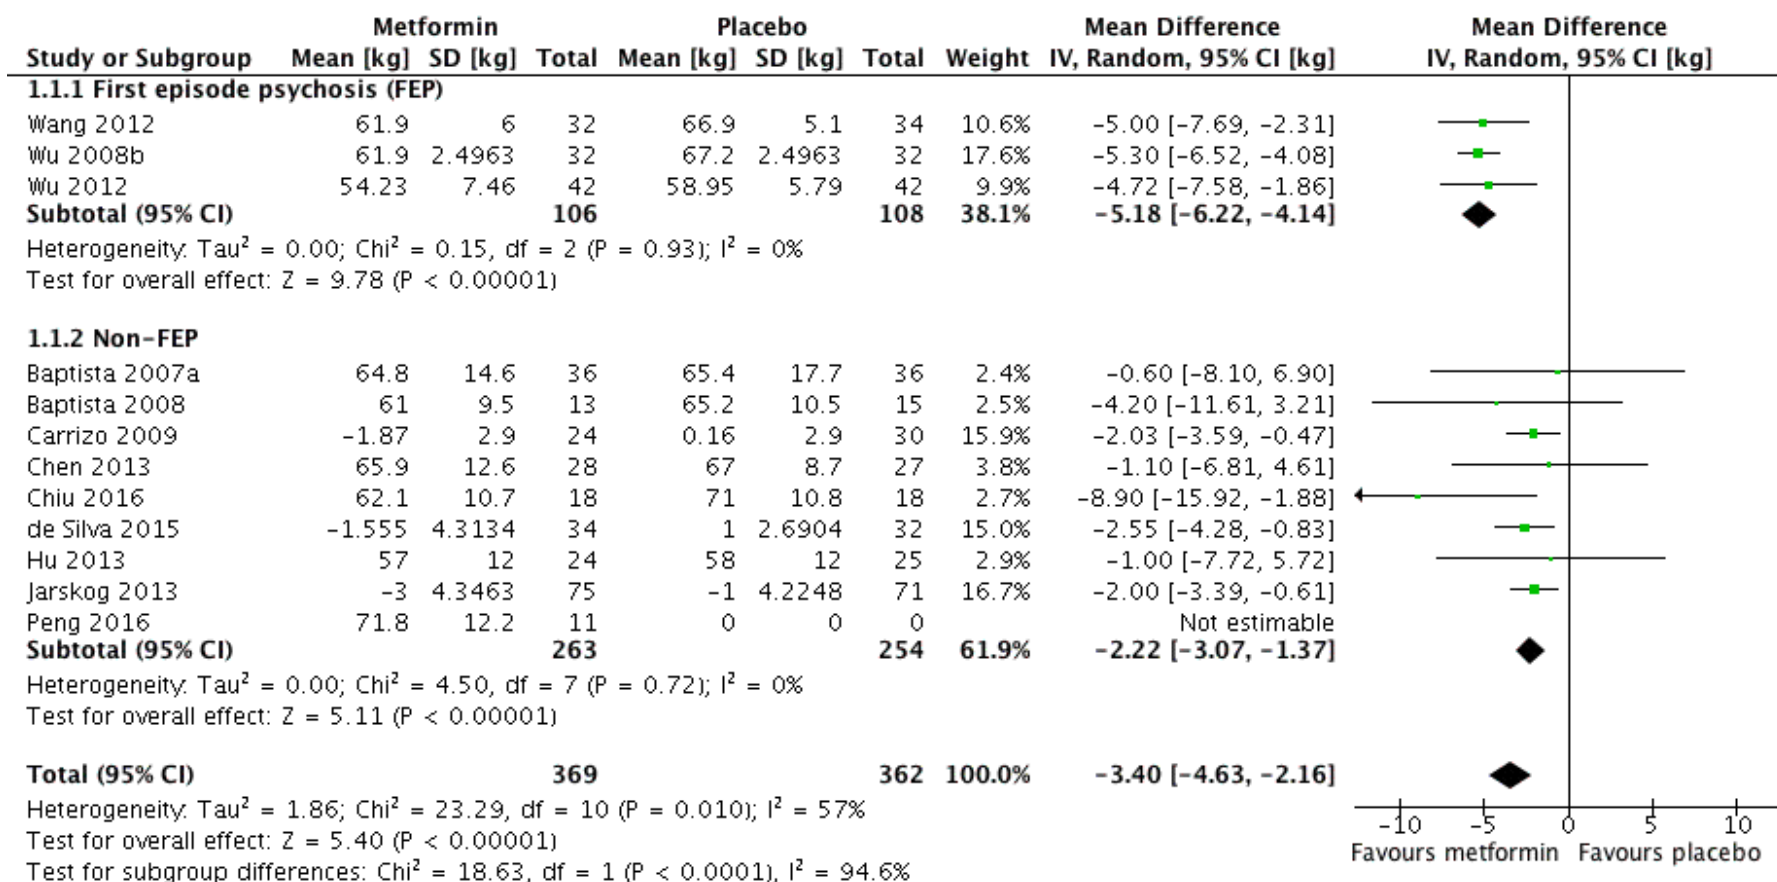 Metformin Placebo Mean Difference Mean Difference
Study or Subgroup Mean [kg] SD [kg] Total Mean [kg] SD [kg] Total Weight IV, Random, 95% CI [kg] IV, Random, 95% CI [kg]
1.1.1 First episode psychosis (FEP)
Wang 2012 61.9 6 32 66.9 5.1 34 10.6% -5.00 [-7.69, -2.31]
Wu 2008b 61.9 2.4963 32 67.2 2.4963 32 17.6% -5.30 [-6.52, -4.08]
Wu 2012 54.23 7.46 42 58.95 5.79 42 9.9% -4.72 [-7.58, -1.86]
Subtotal (95% CI) 106 108 38.1% -5.18 [-6.22, -4.14]
Heterogeneity: Tau² = 0.00; Chi² = 0.15, df = 2 (P = 0.93); I² = 0%
Test for overall effect: Z = 9.78 (P < 0.00001)
1.1.2 Non-FEP
Baptista 2007a 64.8 14.6 36 65.4 17.7 36 2.4% -0.60 [-8.10, 6.90]
Baptista 2008 61 9.5 13 65.2 10.5 15 2.5% -4.20 [-11.61, 3.21]
Carrizo 2009 -1.87 2.9 24 0.16 2.9 30 15.9% -2.03 [-3.59, -0.47]
Chen 2013 65.9 12.6 28 67 8.7 27 3.8% -1.10 [-6.81, 4.61]
Chiu 2016 62.1 10.7 18 71 10.8 18 2.7% -8.90 [-15.92, -1.88]
de Silva 2015 -1.555 4.3134 34 1 2.6904 32 15.0% -2.55 [-4.28, -0.83]
Hu 2013 57 12 24 58 12 25 2.9% -1.00 [-7.72, 5.72]
Jarskog 2013 -3 4.3463 75 -1 4.2248 71 16.7% -2.00 [-3.39, -0.61]
Peng 2016 71.8 12.2 11 0 0 0 Not estimable
Subtotal (95% CI) 263 254 61.9% -2.22 [-3.07, -1.37]
Heterogeneity: Tau² = 0.00; Chi² = 4.50, df = 7 (P = 0.72); I² = 0%
Test for overall effect: Z = 5.11 (P < 0.00001)
Total (95% CI) 369 362 100.0% -3.40 [-4.63, -2.16]
Heterogeneity: Tau² = 1.86; Chi² = 23.29, df = 10 (P = 0.010); I² = 57%
Test for overall effect: Z = 5.40 (P < 0.00001)
Test for subgroup differences: Chi² = 18.63, df = 1 (P < 0.0001), I² = 94.6%
-10 -5 0 5 10
Favours metformin Favours placebo